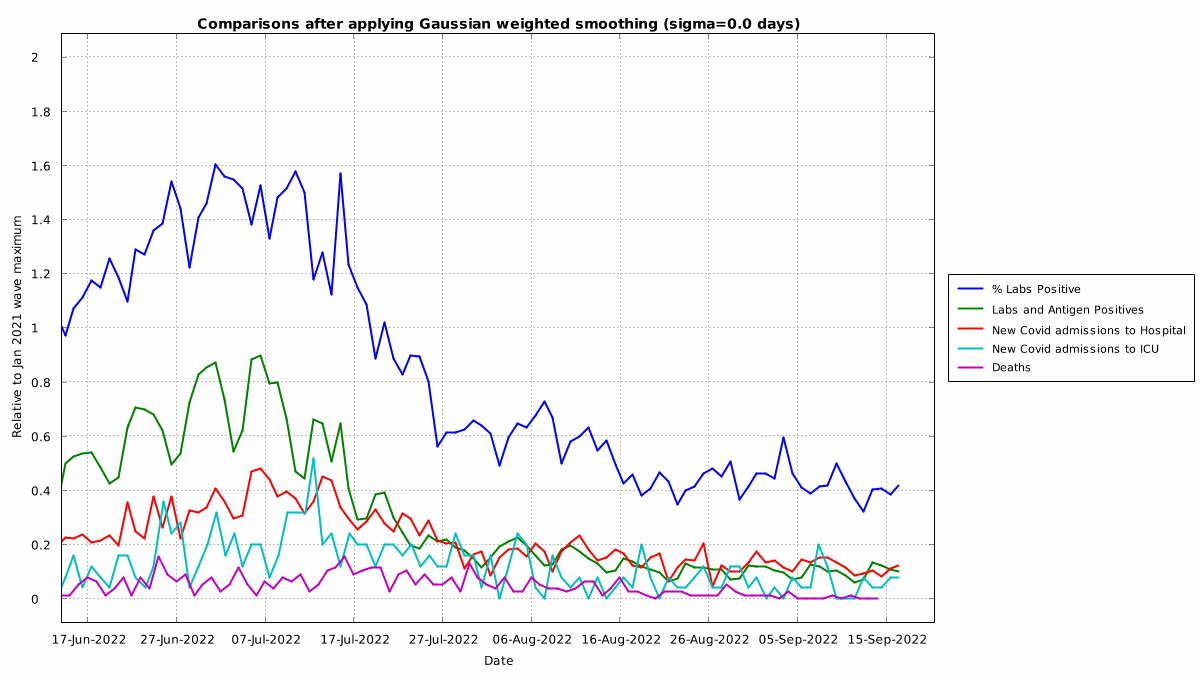 Comparisons after applying Gaussian weighted smoothing (sigma=0.0 days)
Relative to Jan 2021 wave maximum
2
1.8
1.6
1.4
1.2
1
0.8
0.6
0.4
0.2
0
17-Jun-2022 27-Jun-2022 07-Jul-2022 17-Jul-2022 27-Jul-2022 06-Aug-2022 16-Aug-2022 26-Aug-2022 05-Sep-2022 15-Sep-2022
Date
% Labs Positive
Labs and Antigen Positives
New Covid admissions to Hospital
New Covid admissions to ICU
Deaths